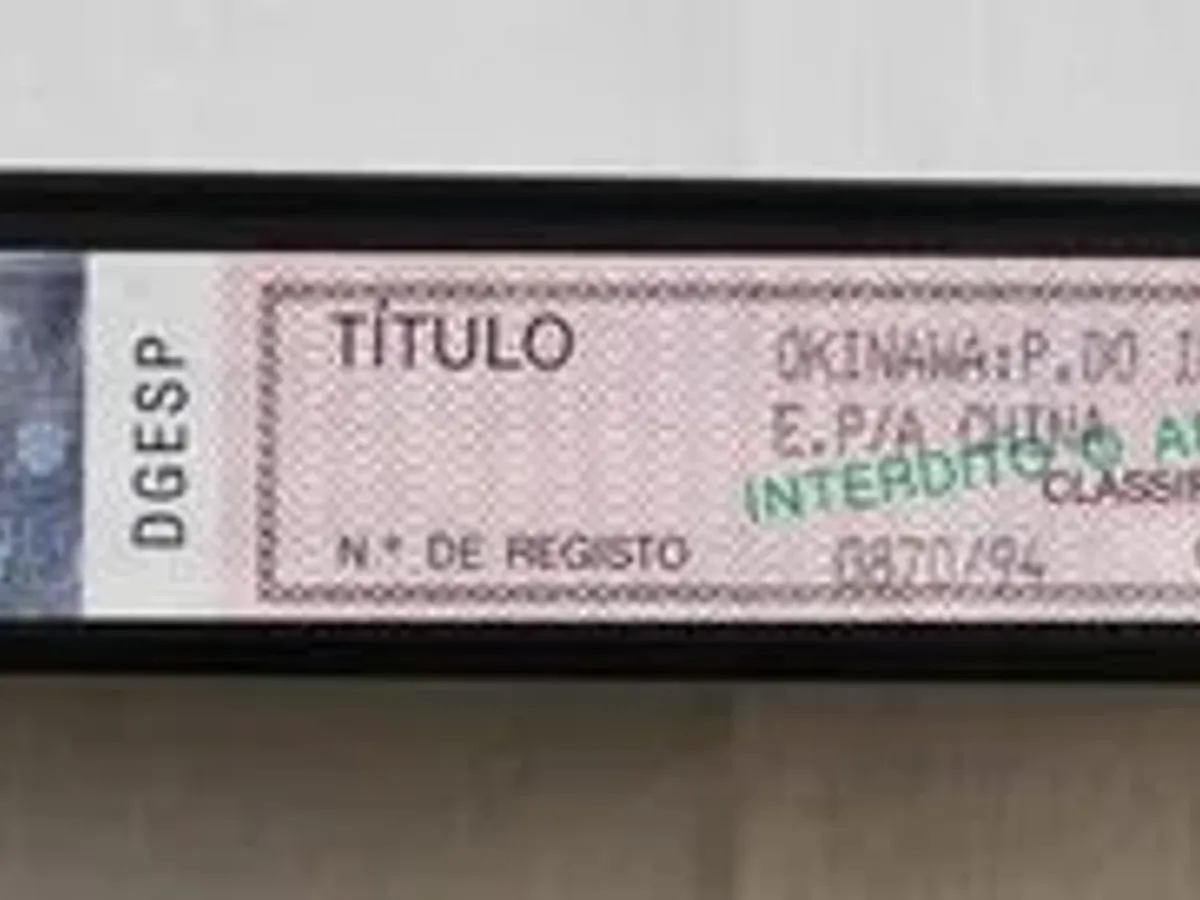 DGESP
TÍTULO
OKINAWA:P.DO
E.P/A CHINA
INTERDITO O
CLASSI
N.º DE REGISTO
0870/94